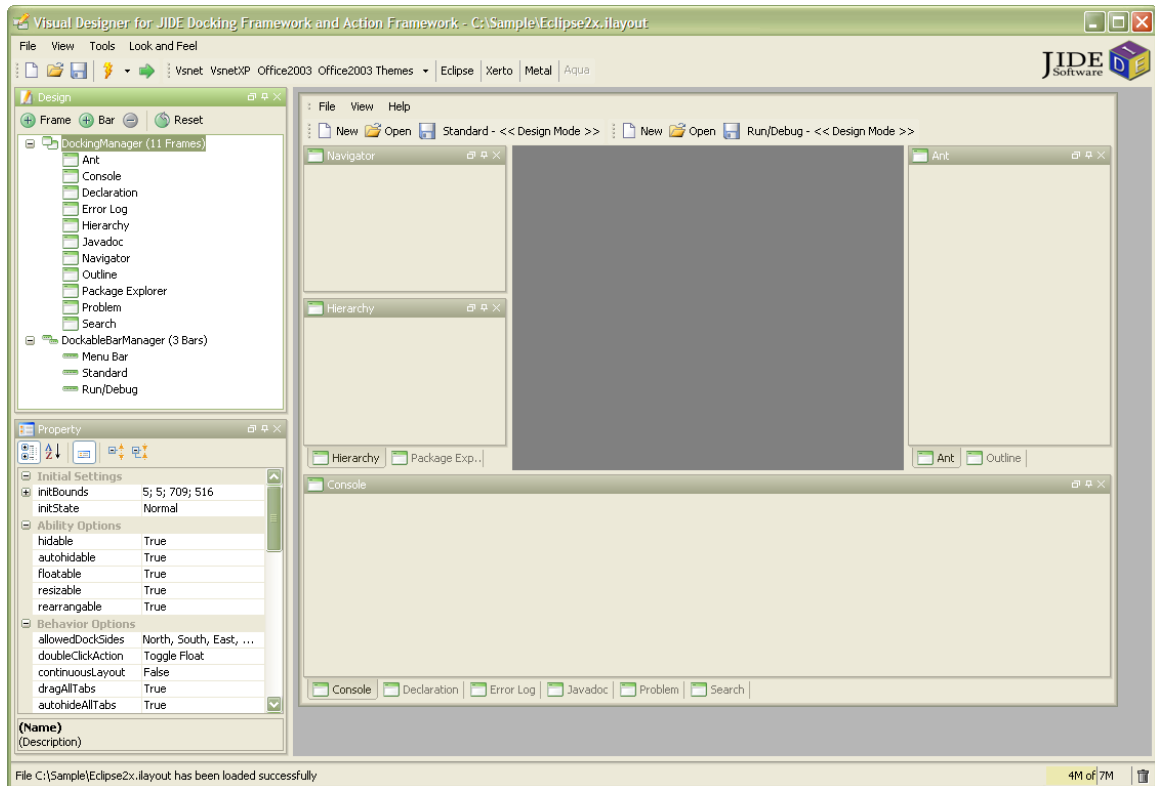 Visual Designer for JIDE Docking Framework and Action Framework - C:\Sample\Eclipse2x.ilayout
File View Tools Look and Feel
Vsnet VsnetXP Office2003 Office2003 Themes Eclipse Xerto Metal Aqua
JIDE Software
JIDE
Design
Frame Bar Reset
DockingManager (11 Frames)
Ant
Console
Declaration
Error Log
Hierarchy
Javadoc
Navigator
Outline
Package Explorer
Problem
Search
DockableBarManager (3 Bars)
Menu Bar
Standard
Run/Debug
Property
Initial Settings
initBounds 5; 5; 709; 516
initState Normal
Ability Options
hidable True
autohidable True
floatable True
resizable True
rearrangable True
Behavior Options
allowedDockSides North, South, East, ...
doubleClickAction Toggle Float
continuousLayout False
dragAllTabs True
autohideAllTabs True
(Name)
(Description)
File View Help
New Open Standard - << Design Mode >> New Open Run/Debug - << Design Mode >>
Navigator
Ant
Hierarchy
Hierarchy Package Exp..
Ant Outline
Console
Console Declaration Error Log Javadoc Problem Search
File C:\Sample\Eclipse2x.ilayout has been loaded successfully
4M of 7M